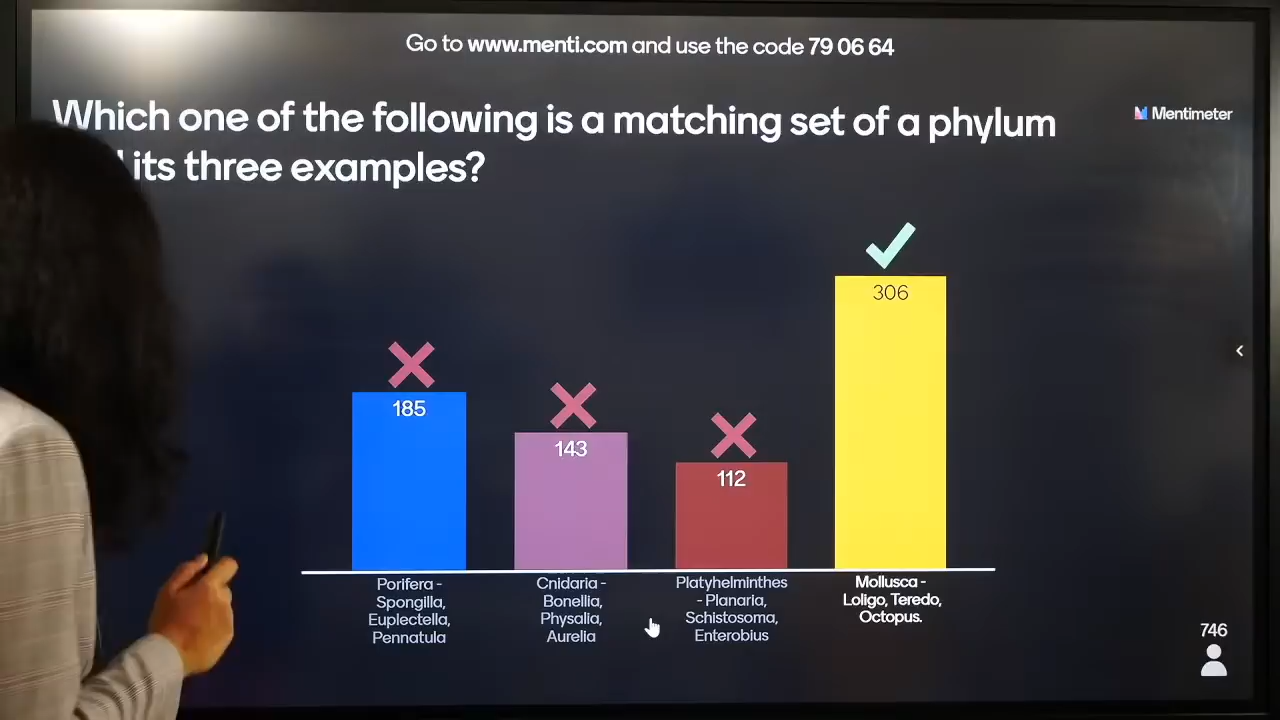 Go to www.menti.com and use the code 79 06 64
Which one of the following is a matching set of a phylum
its three examples?
Mentimeter
306
185
143
112
Porifera -
Spongilla,
Euplectella,
Pennatula
Cnidaria -
Bonellia,
Physalia,
Aurelia
Platyhelminthes
- Planaria,
Schistosoma,
Enterobius
Mollusca -
Loligo, Teredo,
Octopus.
746